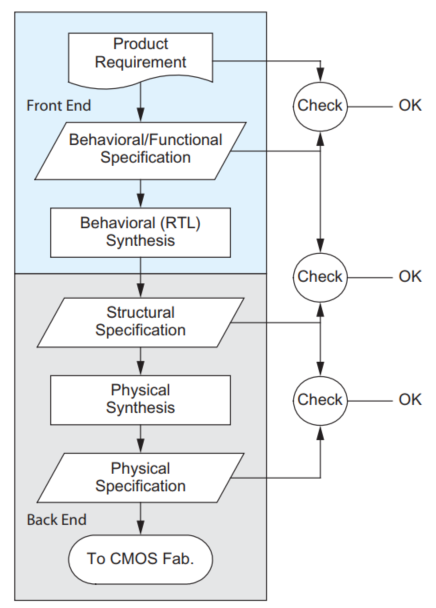 Product
Requirement
Check
OK
Front End
Behavioral/Functional
Specification
Behavioral (RTL)
Synthesis
Check
OK
Structural
Specification
Physical
Synthesis
Check
OK
Physical
Specification
Back End
To CMOS Fab.